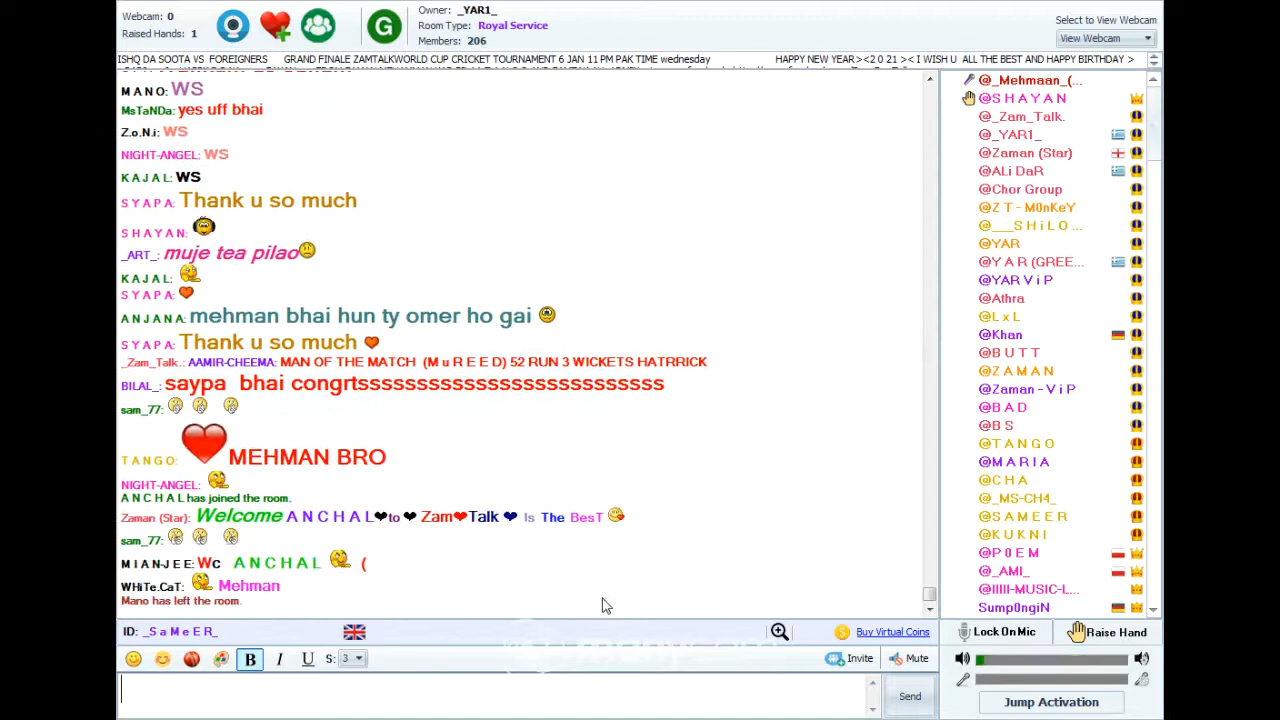 Webcam: 0
Raised Hands: 1
G
Owner: _YAR1_
Room Type: Royal Service
Members: 206
Select to View Webcam
View Webcam
ISHQ DA SOOTA VS FOREIGNERS GRAND FINALE ZAMTALKWORLD CUP CRICKET TOURNAMENT 6 JAN 11 PM PAK TIME wednesday HAPPY NEW YEAR><2 0 21 >< I WISH U ALL THE BEST AND HAPPY BIRTHDAY >
M A N O: WS
MsTaNDa: yes uff bhai
Z.o.N.i: WS
NIGHT-ANGEL: WS
K A J A L: WS
S Y A P A: Thank u so much
S H A Y A N:
_ART_: muje tea pilao
K A J A L:
S Y A P A:
A N J A N A: mehman bhai hun ty omer ho gai
S Y A P A: Thank u so much
_Zam_Talk.: AAMIR-CHEEMA: MAN OF THE MATCH (M u R E E D) 52 RUN 3 WICKETS HATRRICK
BILAL_: saypa bhai congrtsssssssssssssssssssssssssss
sam_77:
T A N G O: MEHMAN BRO
NIGHT-ANGEL:
A N C H A L has joined the room.
Zaman (Star): Welcome A N C H A L❤to ❤ Zam❤Talk ❤ Is The BesT
sam_77:
M I A N-J E E: Wc A N C H A L (
WHiTe.CaT: Mehman
Mano has left the room.
@_Mehmaan_(...
@S H A Y A N
@_Zam_Talk.
@_YAR1_
@Zaman (Star)
@ALi DaR
@Chor Group
@Z T - M0nKeY
@___S H i L O ...
@YAR
@Y A R (GREE...
@YAR V i P
@Athra
@L x L
@Khan
@B U T T
@Z A M A N
@Zaman - V i P
@B A D
@B S
@T A N G O
@M A R I A
@C H A
@_MS-CH4_
@S A M E E R
@K U K N I
@P 0 E M
@_AMI_
@IIIII-MUSIC-L...
Sump0ngiN
ID: _S a M e E R_
Buy Virtual Coins
Lock On Mic
Raise Hand
B I U S: 3
Invite
Mute
Send
Jump Activation